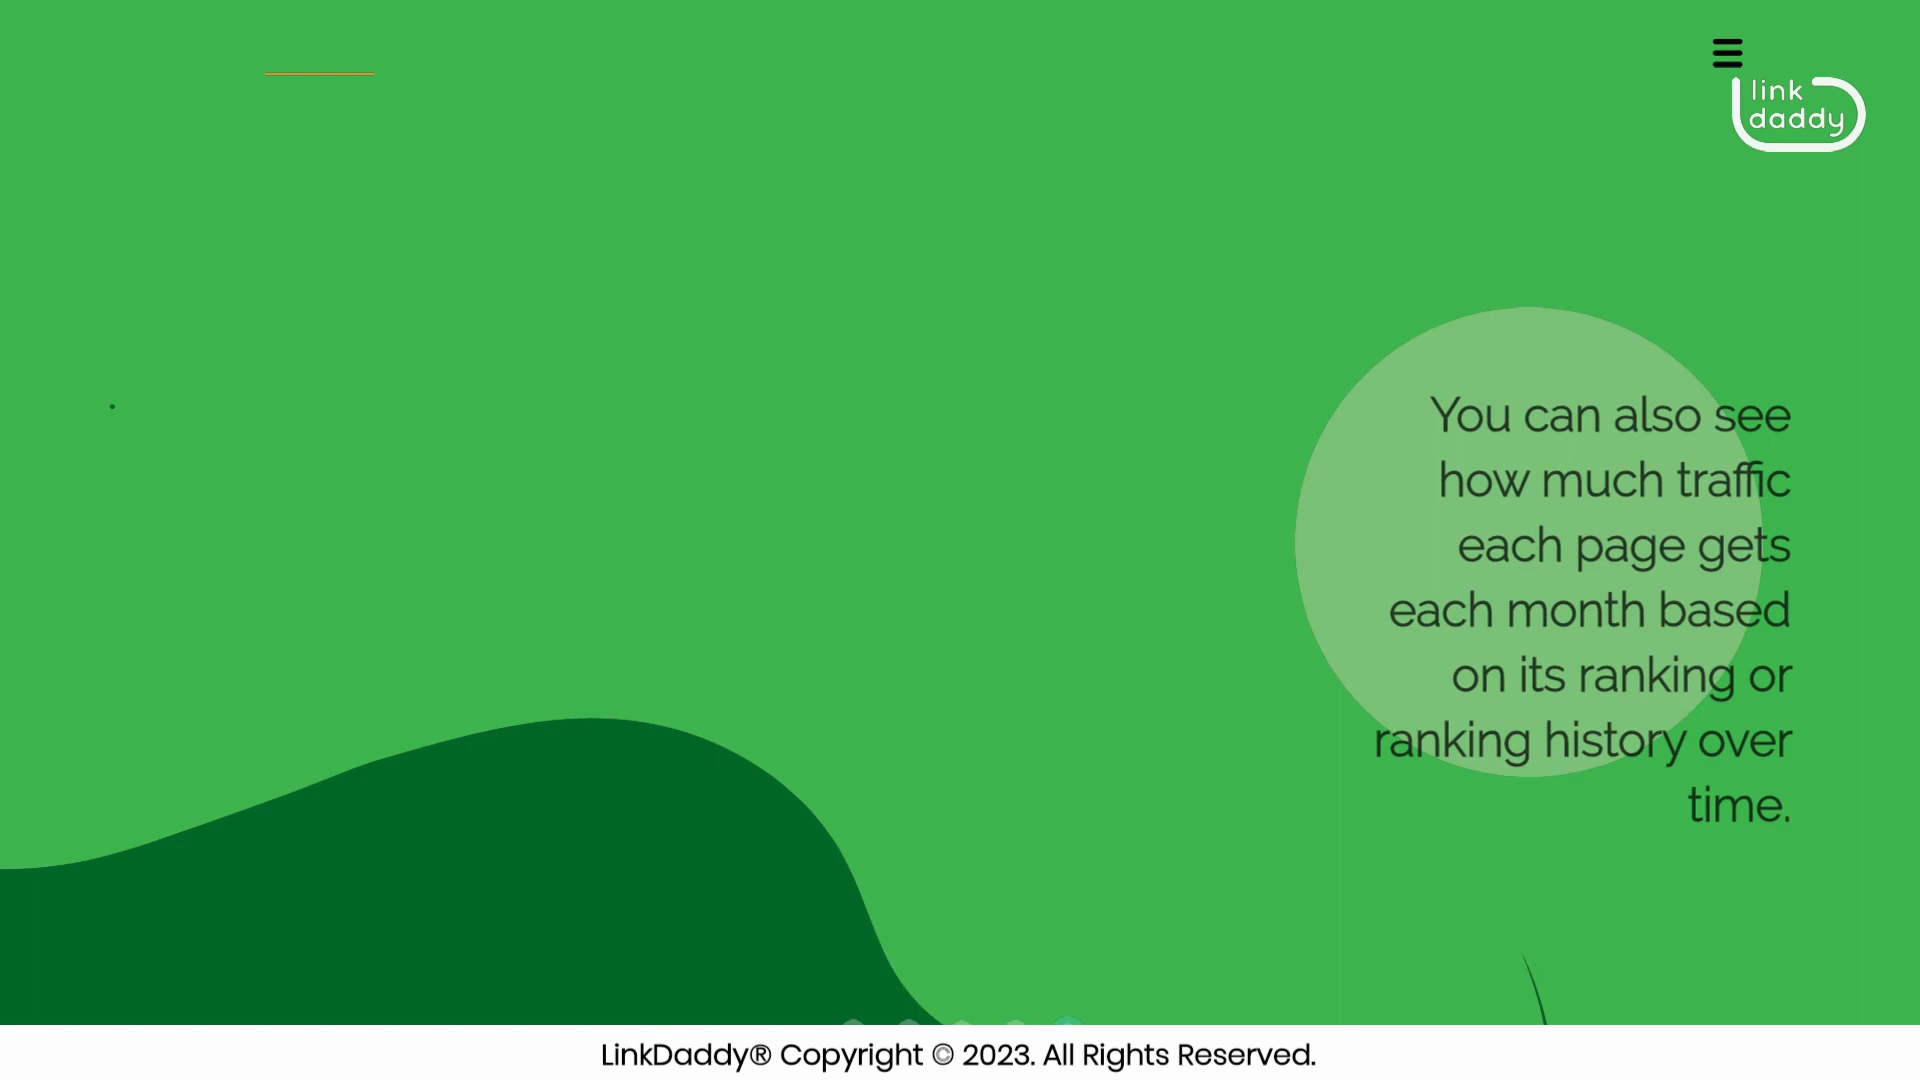 link
daddy
You can also see
how much traffic
each page gets
each month based
on its ranking or
ranking history over
time.
LinkDaddy® Copyright © 2023. All Rights Reserved.